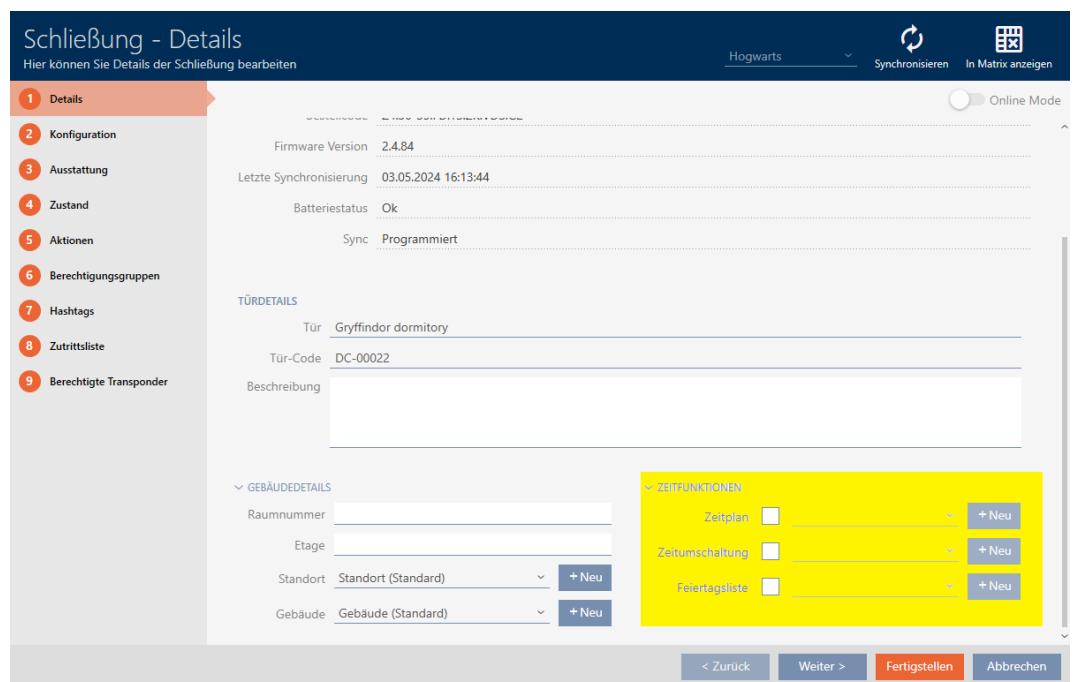 Schließung - Details
Hier können Sie Details der Schließung bearbeiten
Hogwarts
Synchronisieren
In Matrix anzeigen
1 Details
2 Konfiguration
3 Ausstattung
4 Zustand
5 Aktionen
6 Berechtigungsgruppen
7 Hashtags
8 Zutrittsliste
9 Berechtigte Transponder
Online Mode
Firmware Version 2.4.84
Letzte Synchronisierung 03.05.2024 16:13:44
Batteriestatus Ok
Sync Programmiert
TÜRDETAILS
Tür Gryffindor dormitory
Tür-Code DC-00022
Beschreibung
GEBÄUDEDETAILS
Raumnummer
Etage
Standort Standort (Standard) + Neu
Gebäude Gebäude (Standard) + Neu
ZEITFUNKTIONEN
Zeitplan + Neu
Zeitumschaltung + Neu
Feiertagsliste + Neu
< Zurück Weiter > Fertigstellen Abbrechen